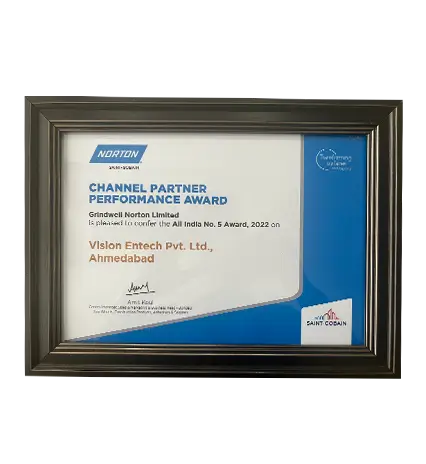 NORTON
SAINT-GOBAIN
CHANNEL PARTNER
PERFORMANCE AWARD
Grindwell Norton Limited
is pleased to confer the All India No. 5 Award, 2022 on
Vision Entech Pvt. Ltd.,
Ahmedabad
SAINT-GOBAIN